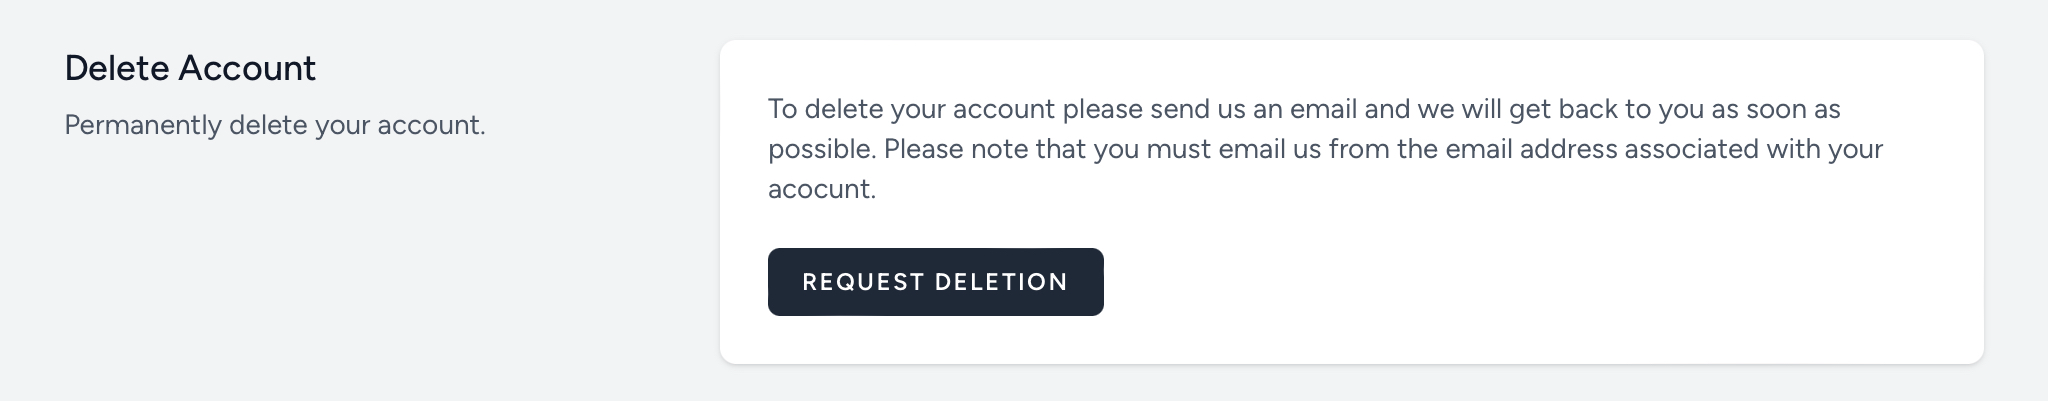 Delete Account
Permanently delete your account.
To delete your account please send us an email and we will get back to you as soon as
possible. Please note that you must email us from the email address associated with your
acocunt.
REQUEST DELETION